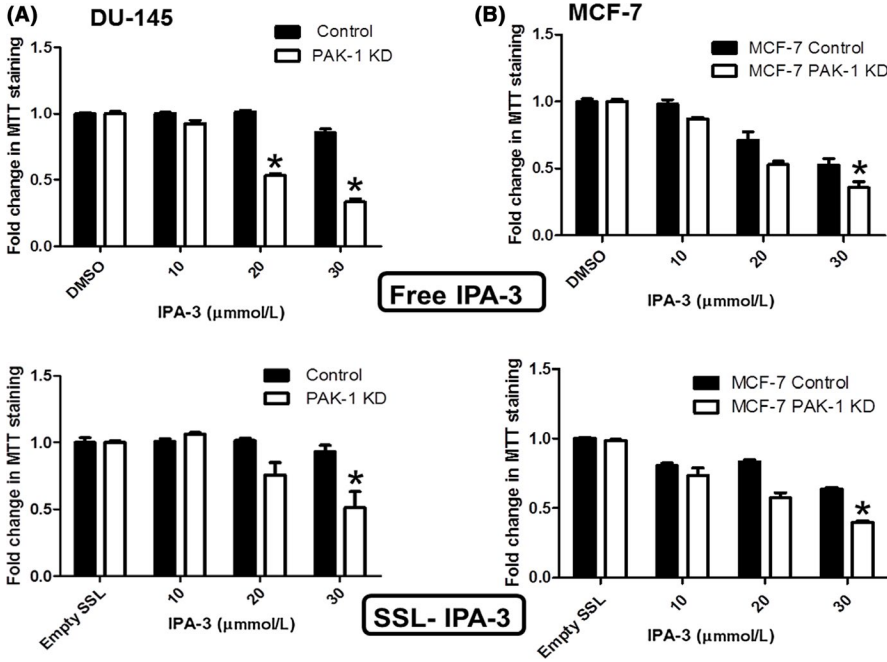 (A)
DU-145
Control
PAK-1 KD
Fold change in MTT staining
1.5
1.0
0.5
0.0
*
*
DMSO
10
20
30
IPA-3 (μmmol/L)
(B)
MCF-7
MCF-7 Control
MCF-7 PAK-1 KD
Fold change in MTT staining
1.5
1.0
0.5
0.0
*
DMSO
10
20
30
IPA-3 (μmmol/L)
Free IPA-3
Control
PAK-1 KD
Fold change in MTT staining
1.5
1.0
0.5
0.0
*
Empty SSL
10
20
30
IPA-3 (μmmol/L)
MCF-7 Control
MCF-7 PAK-1 KD
Fold change in MTT staining
1.5
1.0
0.5
0.0
*
Empty SSL
10
20
30
IPA-3 (μmmol/L)
SSL- IPA-3